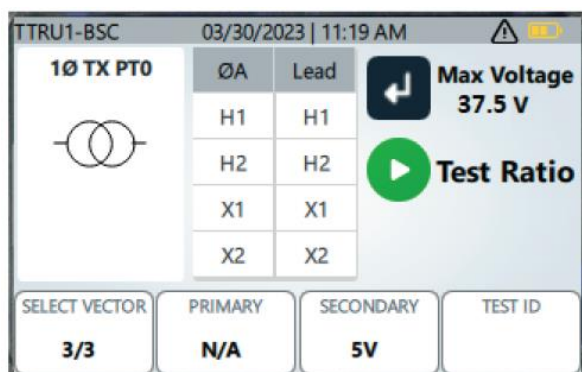 TTRU1-BSC 03/30/2023 | 11:19 AM
1Ø TX PT0
ØA Lead
H1 H1
H2 H2
X1 X1
X2 X2
Max Voltage
37.5 V
Test Ratio
SELECT VECTOR PRIMARY SECONDARY TEST ID
3/3 N/A 5V